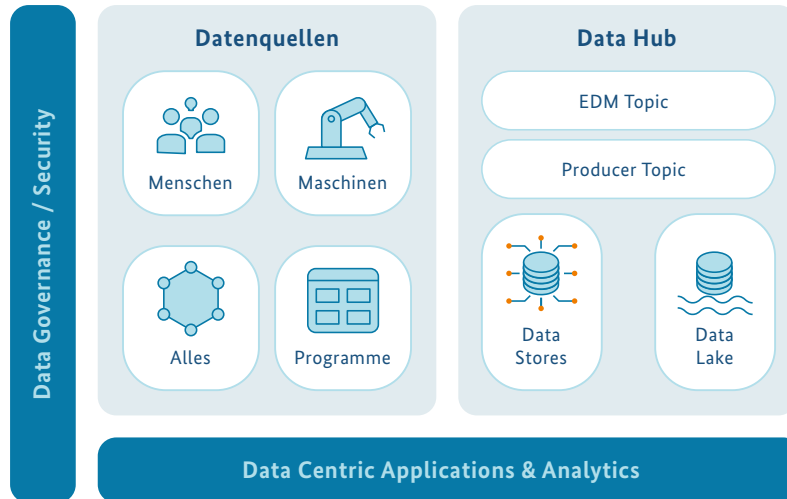 Data Governance / Security
Datenquellen
Menschen
Maschinen
Alles
Programme
Data Hub
EDM Topic
Producer Topic
Data
Stores
Data
Lake
Data Centric Applications & Analytics